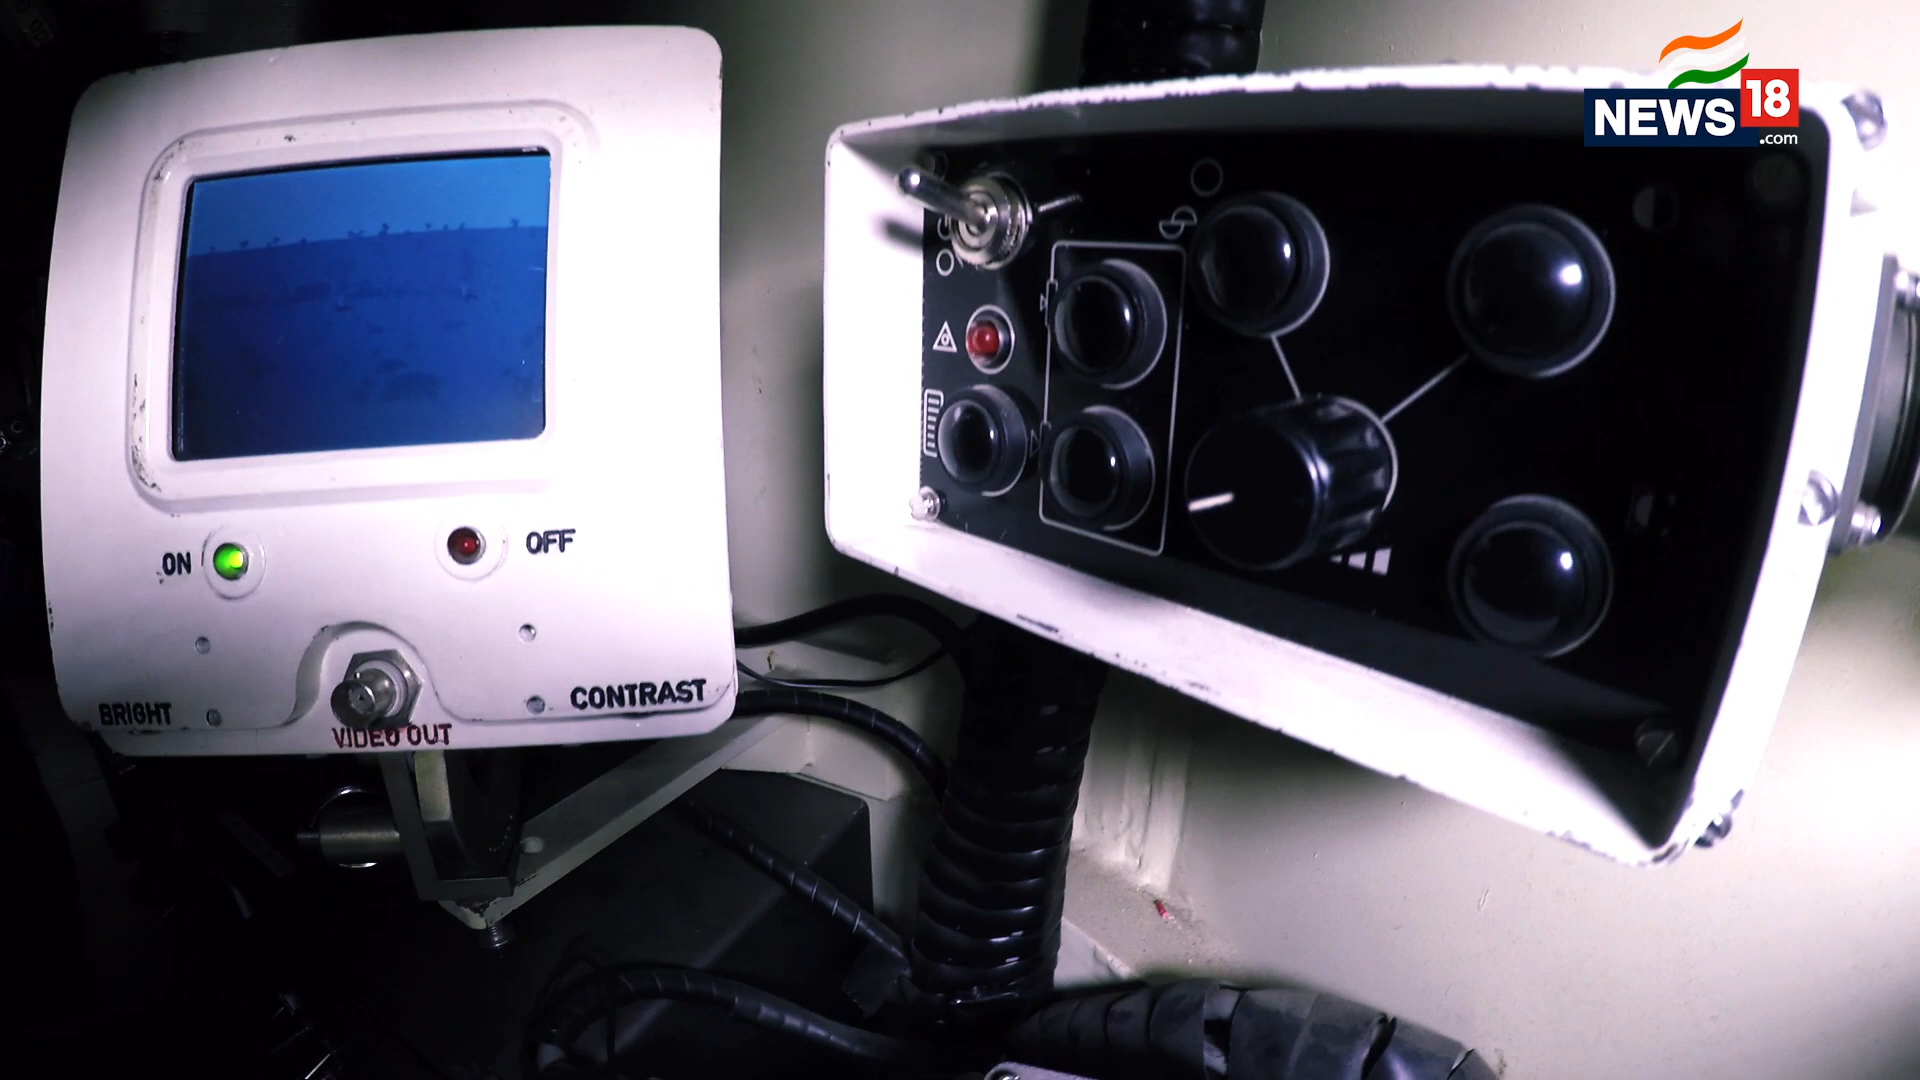 NEWS 18
.com
ON
OFF
BRIGHT
CONTRAST
VIDEO OUT